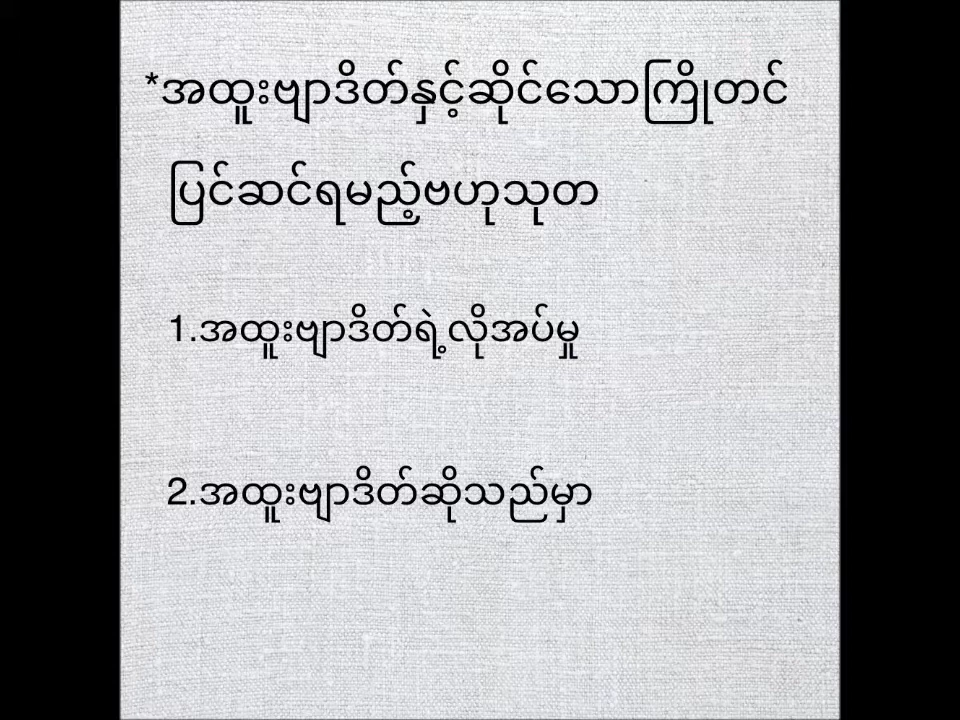 *အထူးဗျာဒိတ်နှင့်ဆိုင်သောကြိုတင်
ပြင်ဆင်ရမည့်ဗဟုသုတ
1.အထူးဗျာဒိတ်ရဲ့လိုအပ်မှု
2.အထူးဗျာဒိတ်ဆိုသည်မှာ